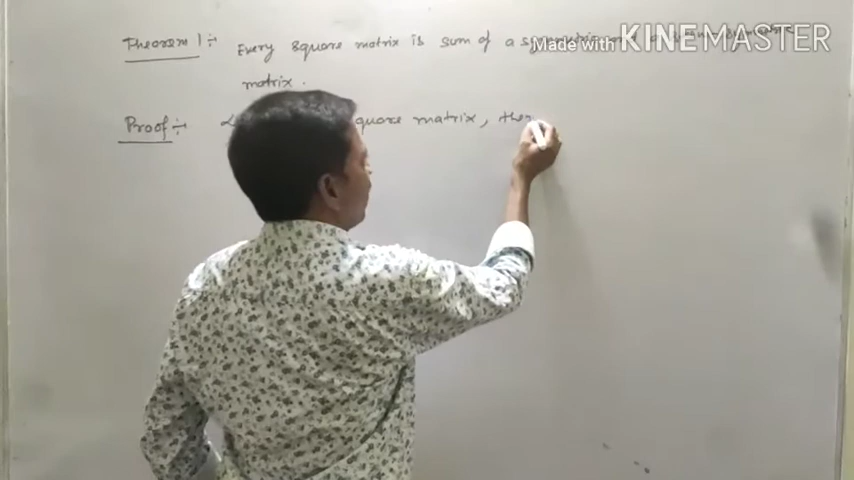 Theorem 1 :- Every square matrix is sum of a
matrix.
Proof :- square matrix, then
Made with KINEMASTER